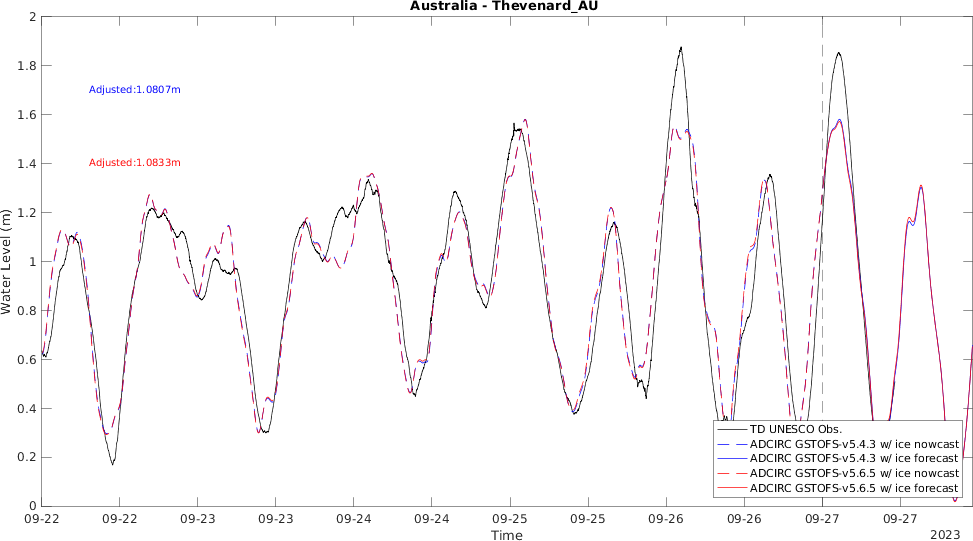 Australia - Thevenard_AU
2
1.8
1.6
1.4
1.2
1
0.8
0.6
0.4
0.2
0
Water Level (m)
Adjusted:1.0807m
Adjusted:1.0833m
TD UNESCO Obs.
ADCIRC GSTOFS-v5.4.3 w/ ice nowcast
ADCIRC GSTOFS-v5.4.3 w/ ice forecast
ADCIRC GSTOFS-v5.6.5 w/ ice nowcast
ADCIRC GSTOFS-v5.6.5 w/ ice forecast
09-22 09-22 09-23 09-23 09-24 09-24 09-25 09-25 09-26 09-26 09-27 09-27
Time
2023